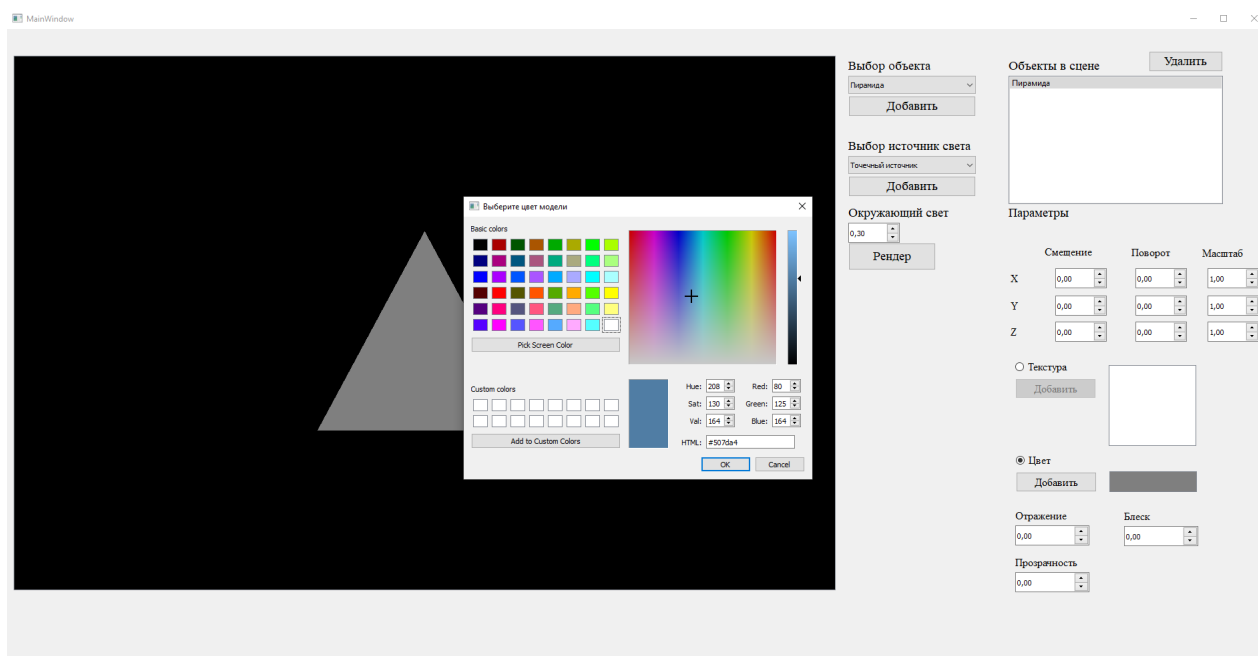 MainWindow
Выбор объекта
Пирамида
Добавить
Выбор источник света
Точечный источник
Добавить
Окружающий свет
0,30
Рендер
Объекты в сцене
Удалить
Пирамида
Параметры
Смещение Поворот Масштаб
X 0,00 0,00 1,00
Y 0,00 0,00 1,00
Z 0,00 0,00 1,00
Текстура
Добавить
Цвет
Добавить
Отражение Блеск
0,00 0,00
Прозрачность
0,00
Выберите цвет модели
Basic colors
Pick Screen Color
Custom colors
Add to Custom Colors
Hue: 208 Red: 80
Sat: 130 Green: 125
Val: 164 Blue: 164
HTML: #507da4
OK Cancel